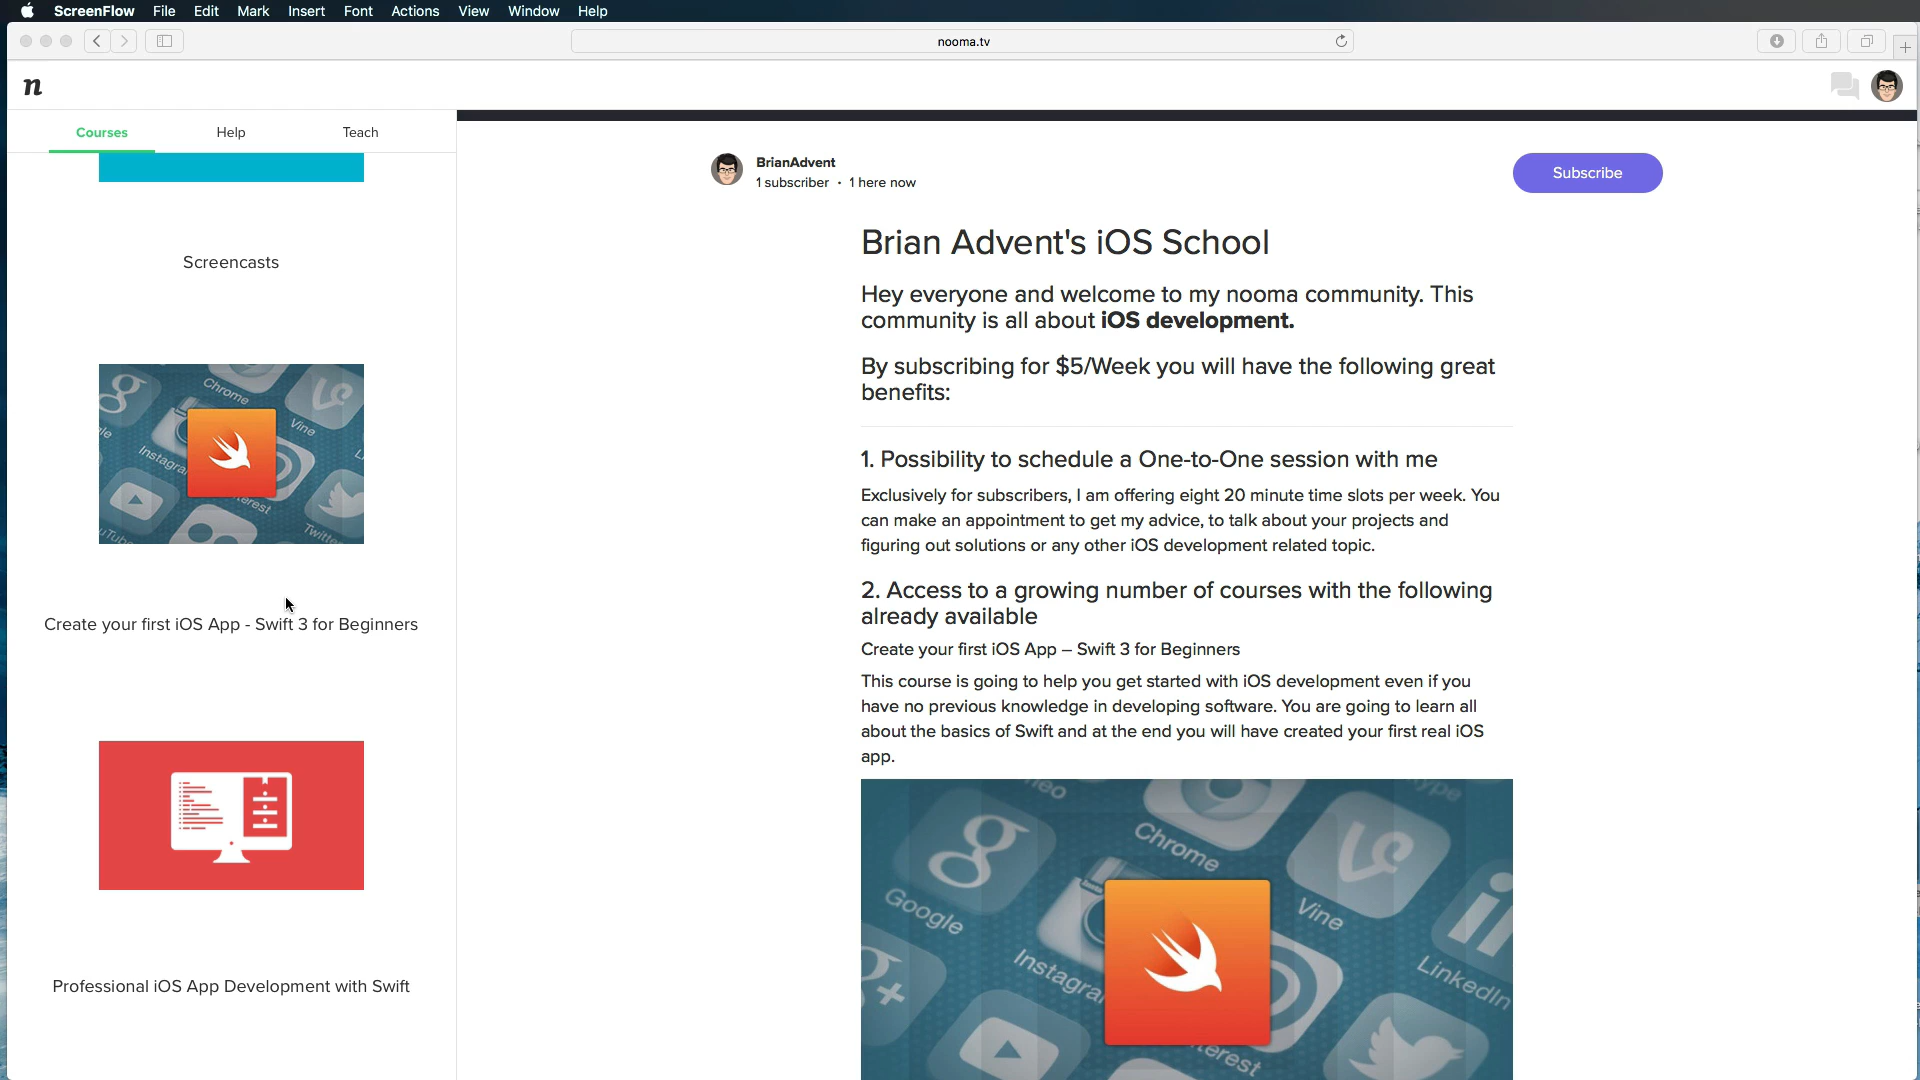 ScreenFlow File Edit Mark Insert Font Actions View Window Help
nooma.tv
n
Courses Help Teach
Screencasts
Chrome
Vine
Instagra
YouTube
Twitte
Create your first iOS App - Swift 3 for Beginners
Professional iOS App Development with Swift
BrianAdvent
1 subscriber • 1 here now
Subscribe
Brian Advent's iOS School
Hey everyone and welcome to my nooma community. This
community is all about iOS development.
By subscribing for $5/Week you will have the following great
benefits:
1. Possibility to schedule a One-to-One session with me
Exclusively for subscribers, I am offering eight 20 minute time slots per week. You
can make an appointment to get my advice, to talk about your projects and
figuring out solutions or any other iOS development related topic.
2. Access to a growing number of courses with the following
already available
Create your first iOS App – Swift 3 for Beginners
This course is going to help you get started with iOS development even if you
have no previous knowledge in developing software. You are going to learn all
about the basics of Swift and at the end you will have created your first real iOS
app.
Chrome
Google
Vine
Instagra
LinkedIn
terest